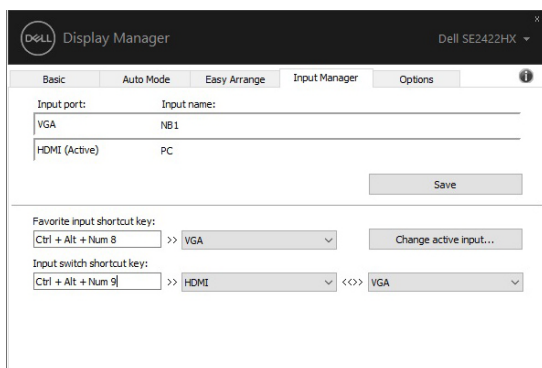 DELL Display Manager Dell SE2422HX
x
Basic Auto Mode Easy Arrange Input Manager Options i
Input port: Input name:
VGA NB1
HDMI (Active) PC
Save
Favorite input shortcut key:
Ctrl + Alt + Num 8 >> VGA Change active input...
Input switch shortcut key:
Ctrl + Alt + Num 9 >> HDMI <<>> VGA